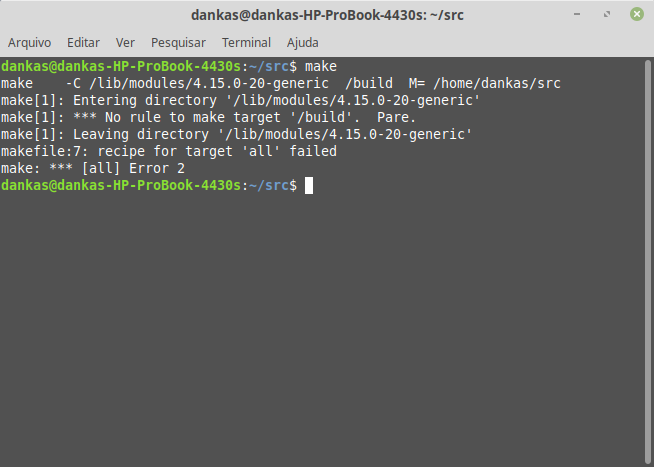 dankas@dankas-HP-ProBook-4430s: ~/src
Arquivo Editar Ver Pesquisar Terminal Ajuda
dankas@dankas-HP-ProBook-4430s:~/src$ make
make    -C /lib/modules/4.15.0-20-generic  /build  M= /home/dankas/src
make[1]: Entering directory '/lib/modules/4.15.0-20-generic'
make[1]: *** No rule to make target '/build'.  Pare.
make[1]: Leaving directory '/lib/modules/4.15.0-20-generic'
makefile:7: recipe for target 'all' failed
make: *** [all] Error 2
dankas@dankas-HP-ProBook-4430s:~/src$